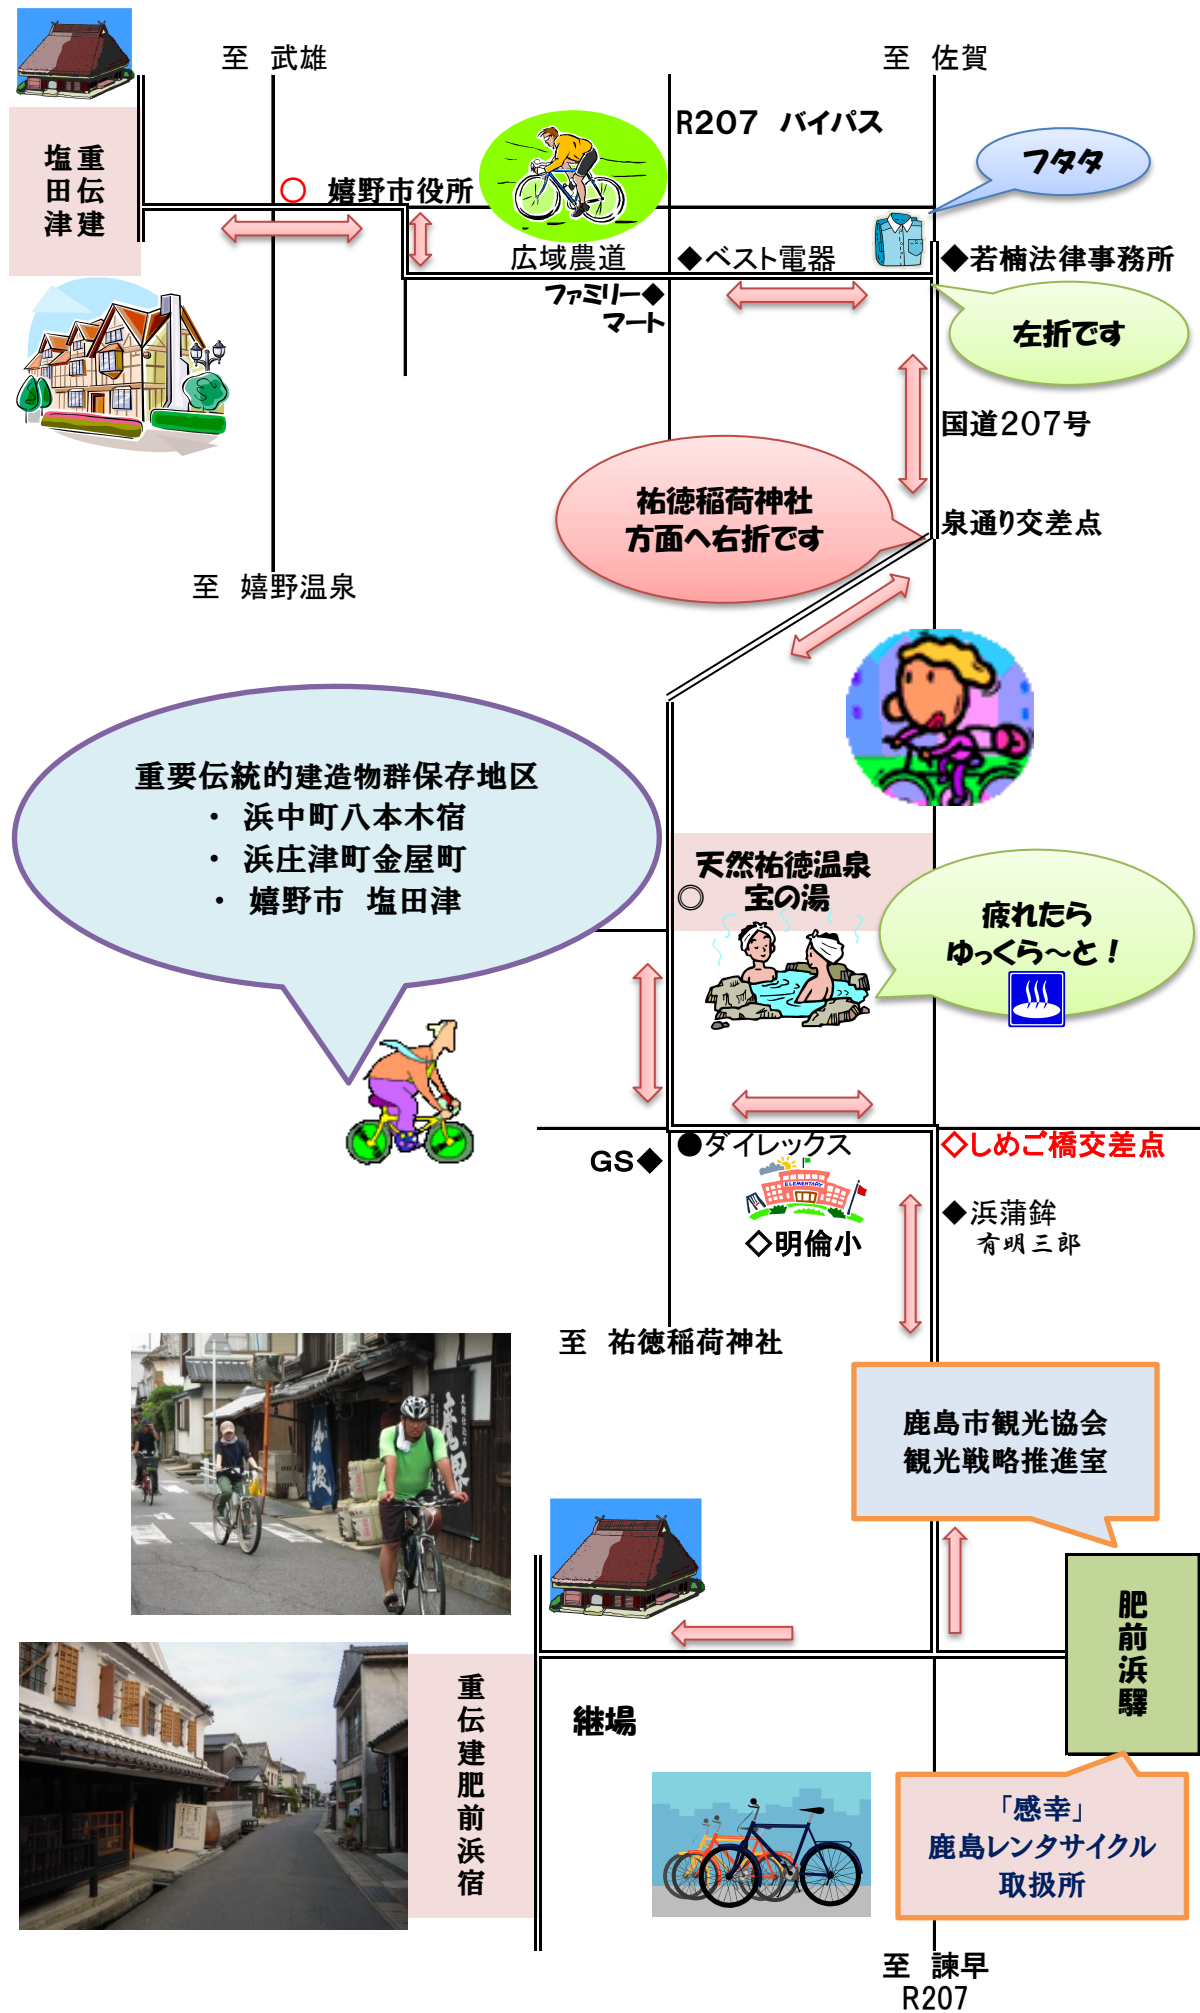 至　武雄
至　佐賀
R207　バイパス
フタタ
重伝建
塩田津
○　嬉野市役所
広域農道
◆ベスト電器
◆若楠法律事務所
ファミリー◆
マート
左折です
国道207号
祐徳稲荷神社
方面へ右折です
泉通り交差点
至　嬉野温泉
重要伝統的建造物群保存地区
・ 浜中町八本木宿
・ 浜庄津町金屋町
・ 嬉野市　塩田津
天然祐徳温泉
◎　宝の湯
疲れたら
ゆっくら～と！
GS◆
●ダイレックス
◇しめご橋交差点
ELEMENTARY
◇明倫小
◆浜蒲鉾
有明三郎
至　祐徳稲荷神社
鹿島市観光協会
観光戦略推進室
肥前浜驛
重伝建肥前浜宿
継場
「感幸」
鹿島レンタサイクル
取扱所
至　諫早
R207